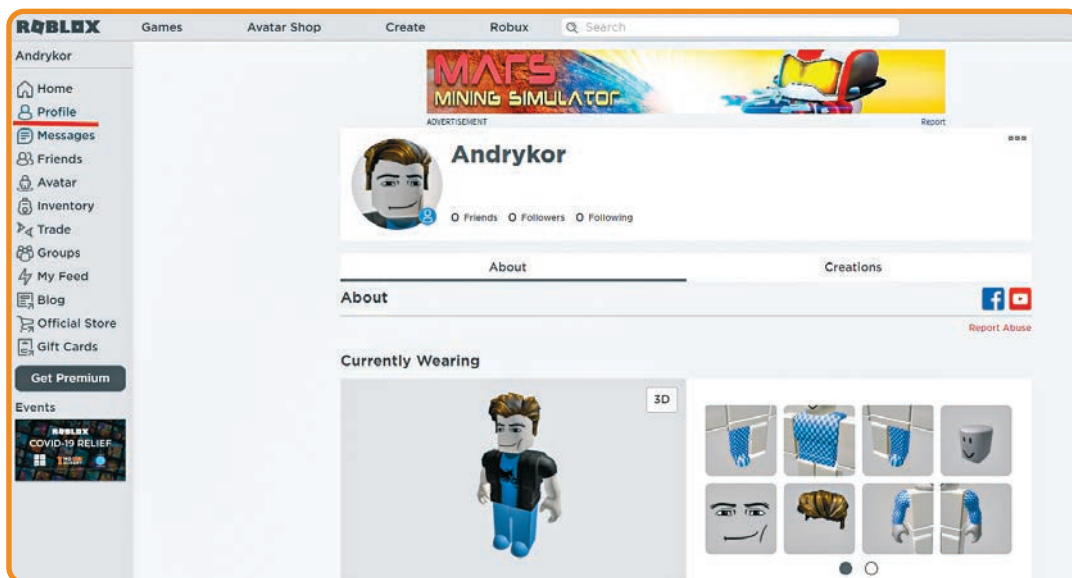 ROBLOX
Games
Avatar Shop
Create
Robux
Search
Andrykor
Home
Profile
Messages
Friends
Avatar
Inventory
Trade
Groups
My Feed
Blog
Official Store
Gift Cards
Get Premium
Events
ROBLOX
COVID-19 RELIEF
MARS
MINING SIMULATOR
ADVERTISEMENT
Report
Andrykor
0 Friends 0 Followers 0 Following
About
Creations
About
Report Abuse
Currently Wearing
3D